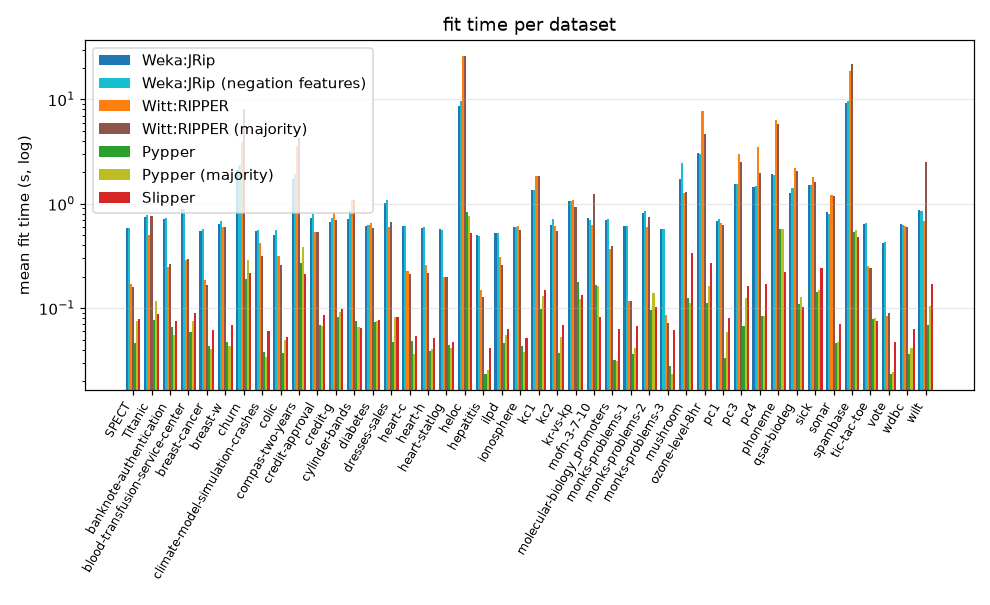 fit time per dataset
mean fit time (s, log)
10¹
10⁰
10⁻¹
Weka:JRip
Weka:JRip (negation features)
Witt:RIPPER
Witt:RIPPER (majority)
Pypper
Pypper (majority)
Slipper
SPECT
Titanic
banknote-authentication
blood-transfusion-service-center
breast-cancer
breast-w
churn
climate-model-simulation-crashes
colic
compas-two-years
credit-approval
credit-g
cylinder-bands
diabetes
dresses-sales
heart-c
heart-h
heart-statlog
heloc
hepatitis
ilpd
ionosphere
kc1
kc2
kr-vs-kp
mofn-3-7-10
molecular-biology_promoters
monks-problems-1
monks-problems-2
monks-problems-3
mushroom
ozone-level-8hr
pc1
pc3
pc4
phoneme
qsar-biodeg
sick
sonar
spambase
tic-tac-toe
vote
wdbc
wilt